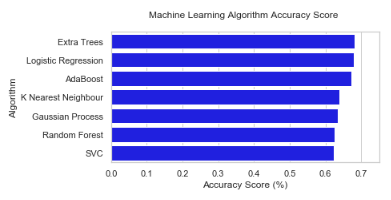 Machine Learning Algorithm Accuracy Score
Extra Trees
Logistic Regression
AdaBoost
K Nearest Neighbour
Gaussian Process
Random Forest
SVC
Algorithm
0.0 0.1 0.2 0.3 0.4 0.5 0.6 0.7
Accuracy Score (%)